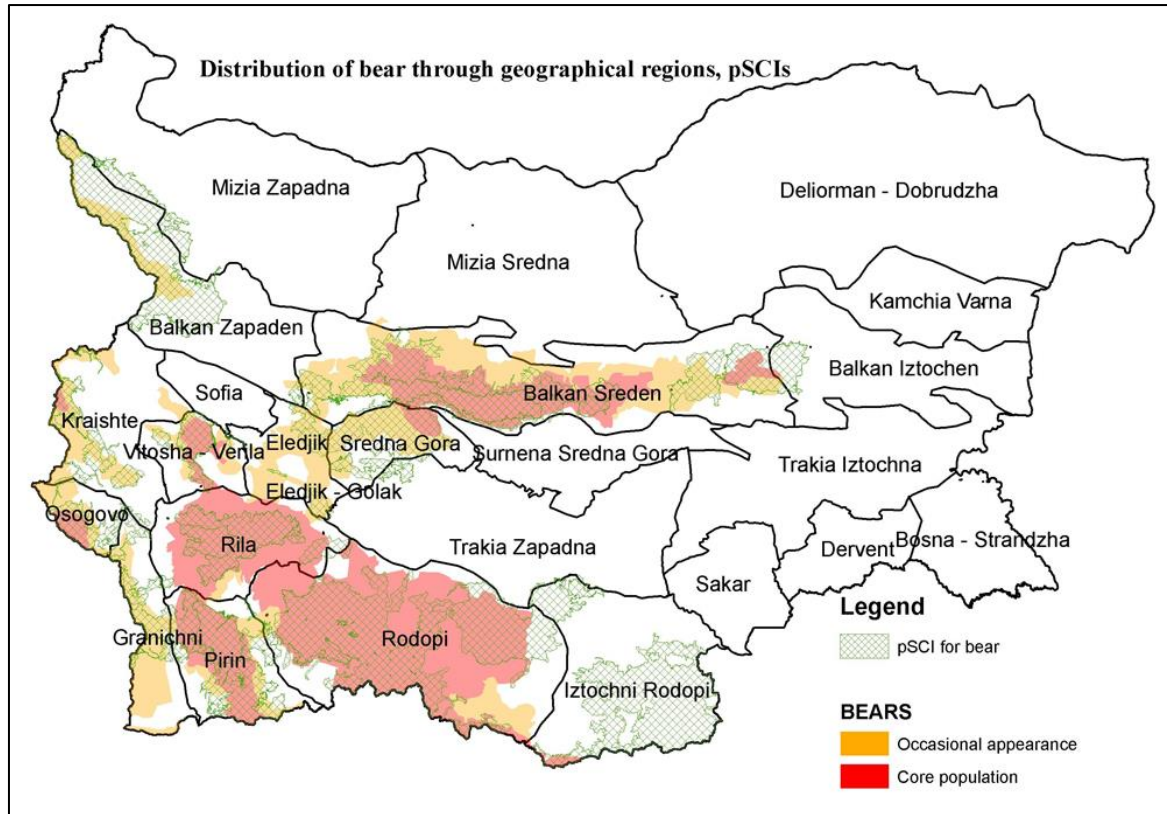 Distribution of bear through geographical regions, pSCIs
Mizia Zapadna
Deliorman - Dobrudzha
Mizia Sredna
Kamchia Varna
Balkan Zapaden
Balkan Iztochen
Sofia
Balkan Sreden
Kraishte
Vitosha - Verila
Eledjik
Sredna Gora
Surnena Sredna Gora
Trakia Iztochna
Eledjik - Golak
Osogovo
Rila
Trakia Zapadna
Dervent
Bosna - Strandzha
Sakar
Granichni
Pirin
Rodopi
Iztochni Rodopi
Legend
pSCI for bear
BEARS
Occasional appearance
Core population